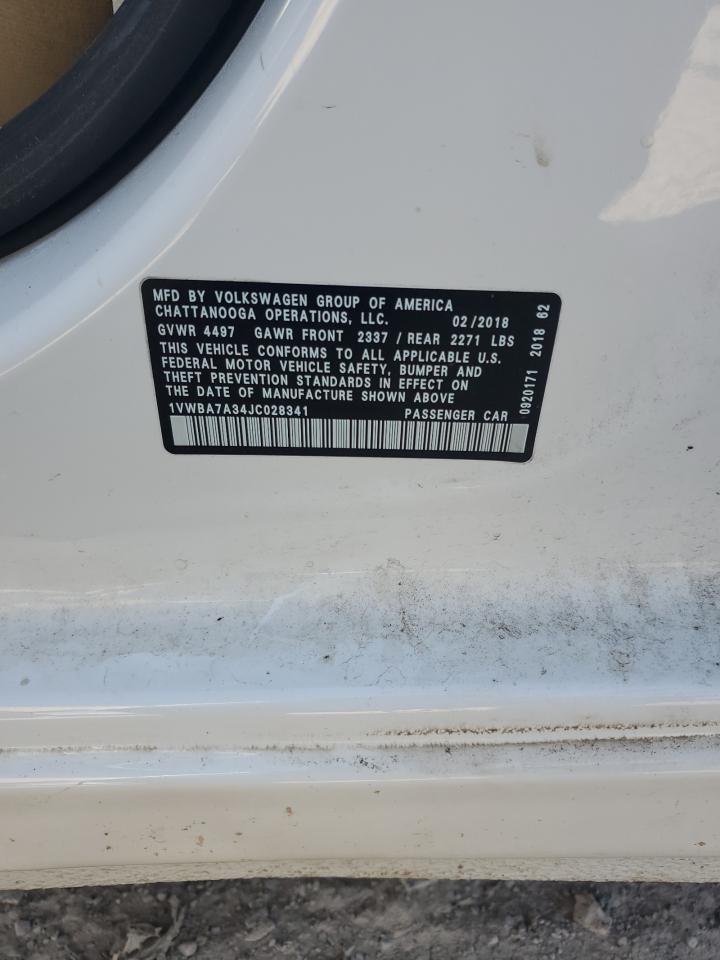 MFD BY VOLKSWAGEN GROUP OF AMERICA
CHATTANOOGA OPERATIONS, LLC. 02/2018
GVWR 4497 GAWR FRONT 2337 / REAR 2271 LBS
THIS VEHICLE CONFORMS TO ALL APPLICABLE U.S.
FEDERAL MOTOR VEHICLE SAFETY, BUMPER AND
THEFT PREVENTION STANDARDS IN EFFECT ON
THE DATE OF MANUFACTURE SHOWN ABOVE
1VWBA7A34JC028341 PASSENGER CAR
0920171 2018 62